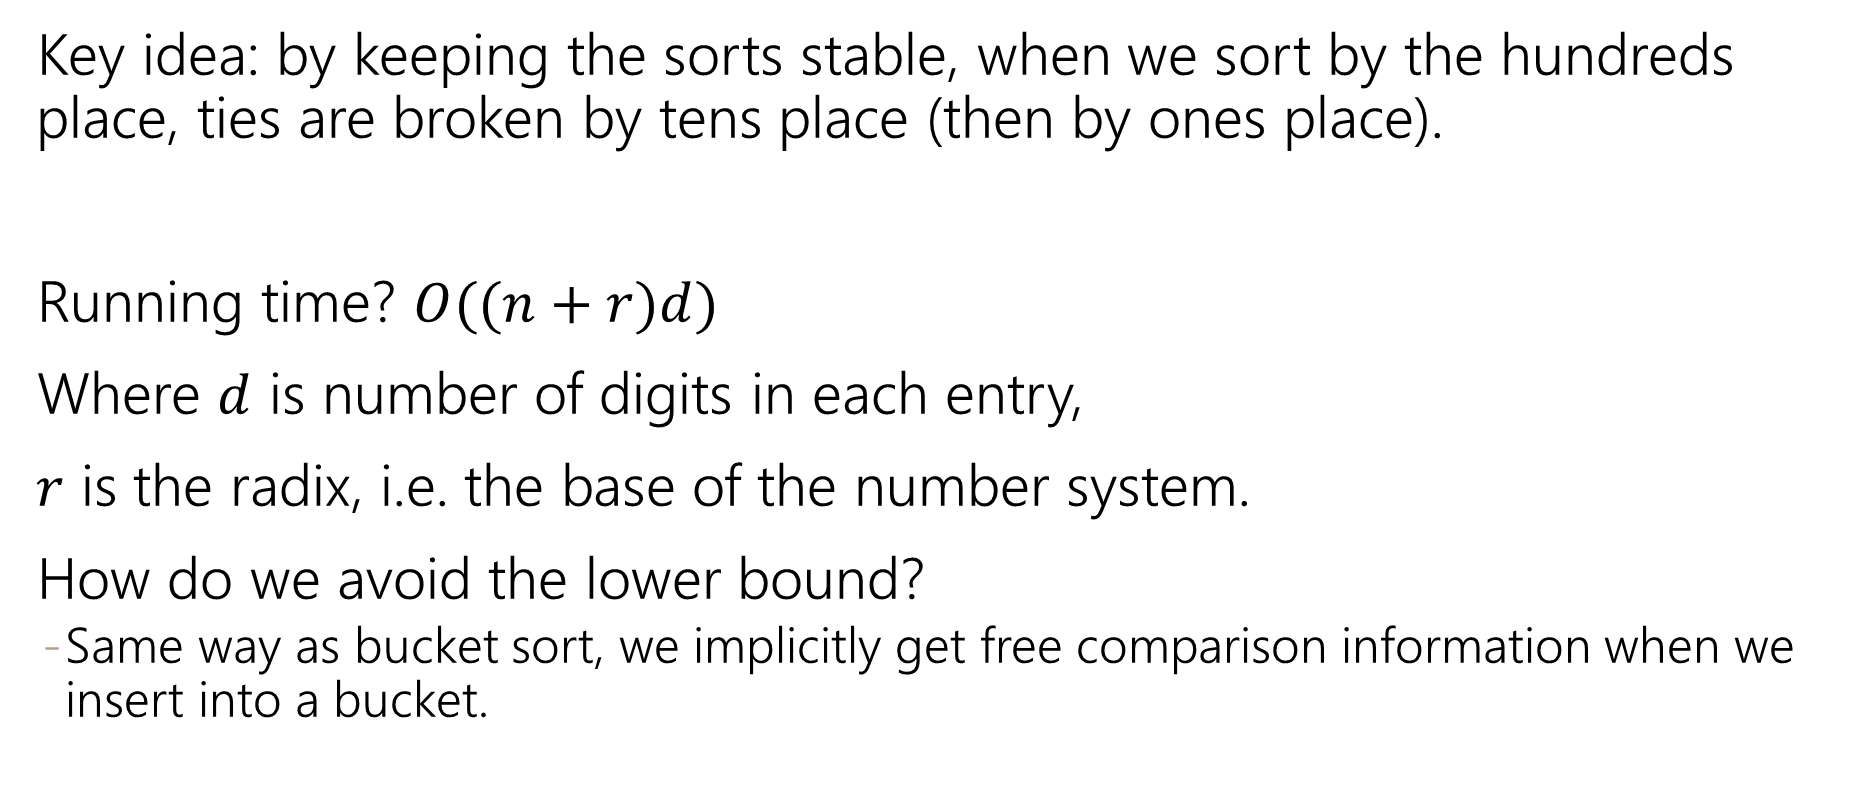 Key idea: by keeping the sorts stable, when we sort by the hundreds
place, ties are broken by tens place (then by ones place).
Running time? O((n + r)d)
Where d is number of digits in each entry,
r is the radix, i.e. the base of the number system.
How do we avoid the lower bound?
-Same way as bucket sort, we implicitly get free comparison information when we
insert into a bucket.